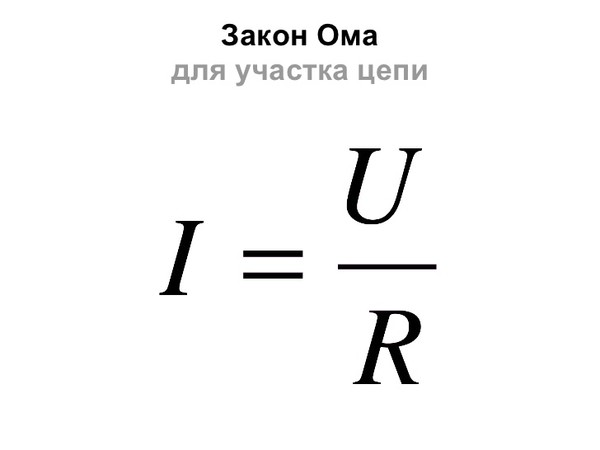 Закон Ома
для участка цепи
I = U/R